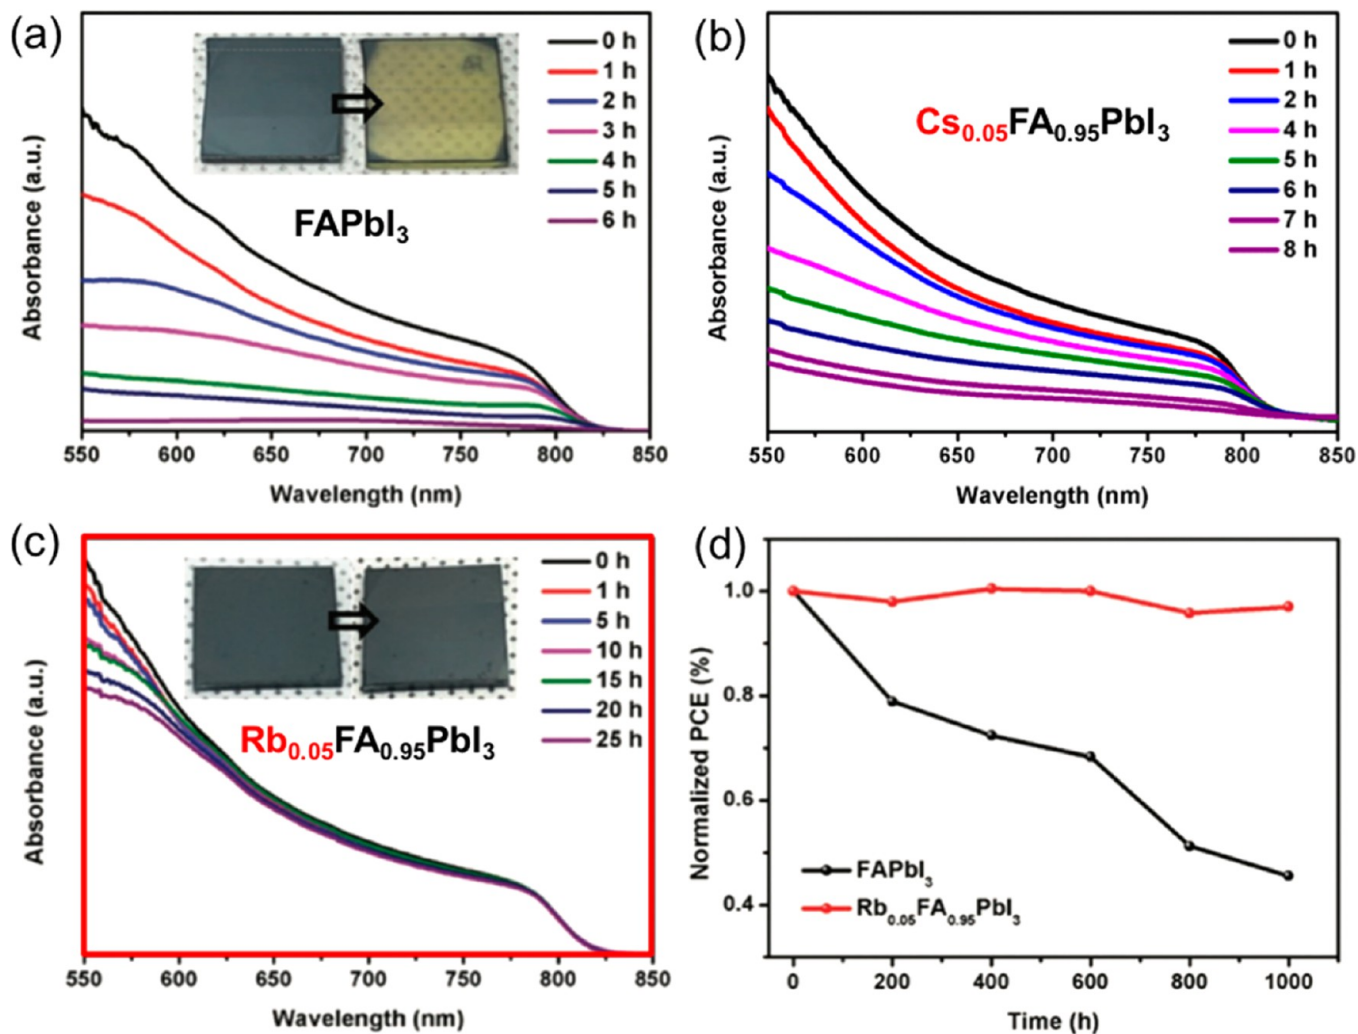 (a)
0 h
1 h
2 h
3 h
4 h
5 h
6 h
FAPbI₃
Absorbance (a.u.)
550 600 650 700 750 800 850
Wavelength (nm)
(b)
0 h
1 h
2 h
4 h
5 h
6 h
7 h
8 h
Cs₀.₀₅FA₀.₉₅PbI₃
Absorbance (a.u.)
550 600 650 700 750 800 850
Wavelength (nm)
(c)
0 h
1 h
5 h
10 h
15 h
20 h
25 h
Rb₀.₀₅FA₀.₉₅PbI₃
Absorbance (a.u.)
550 600 650 700 750 800 850
Wavelength (nm)
(d)
1.0
0.8
0.6
0.4
Normalized PCE (%)
FAPbI₃
Rb₀.₀₅FA₀.₉₅PbI₃
0 200 400 600 800 1000
Time (h)